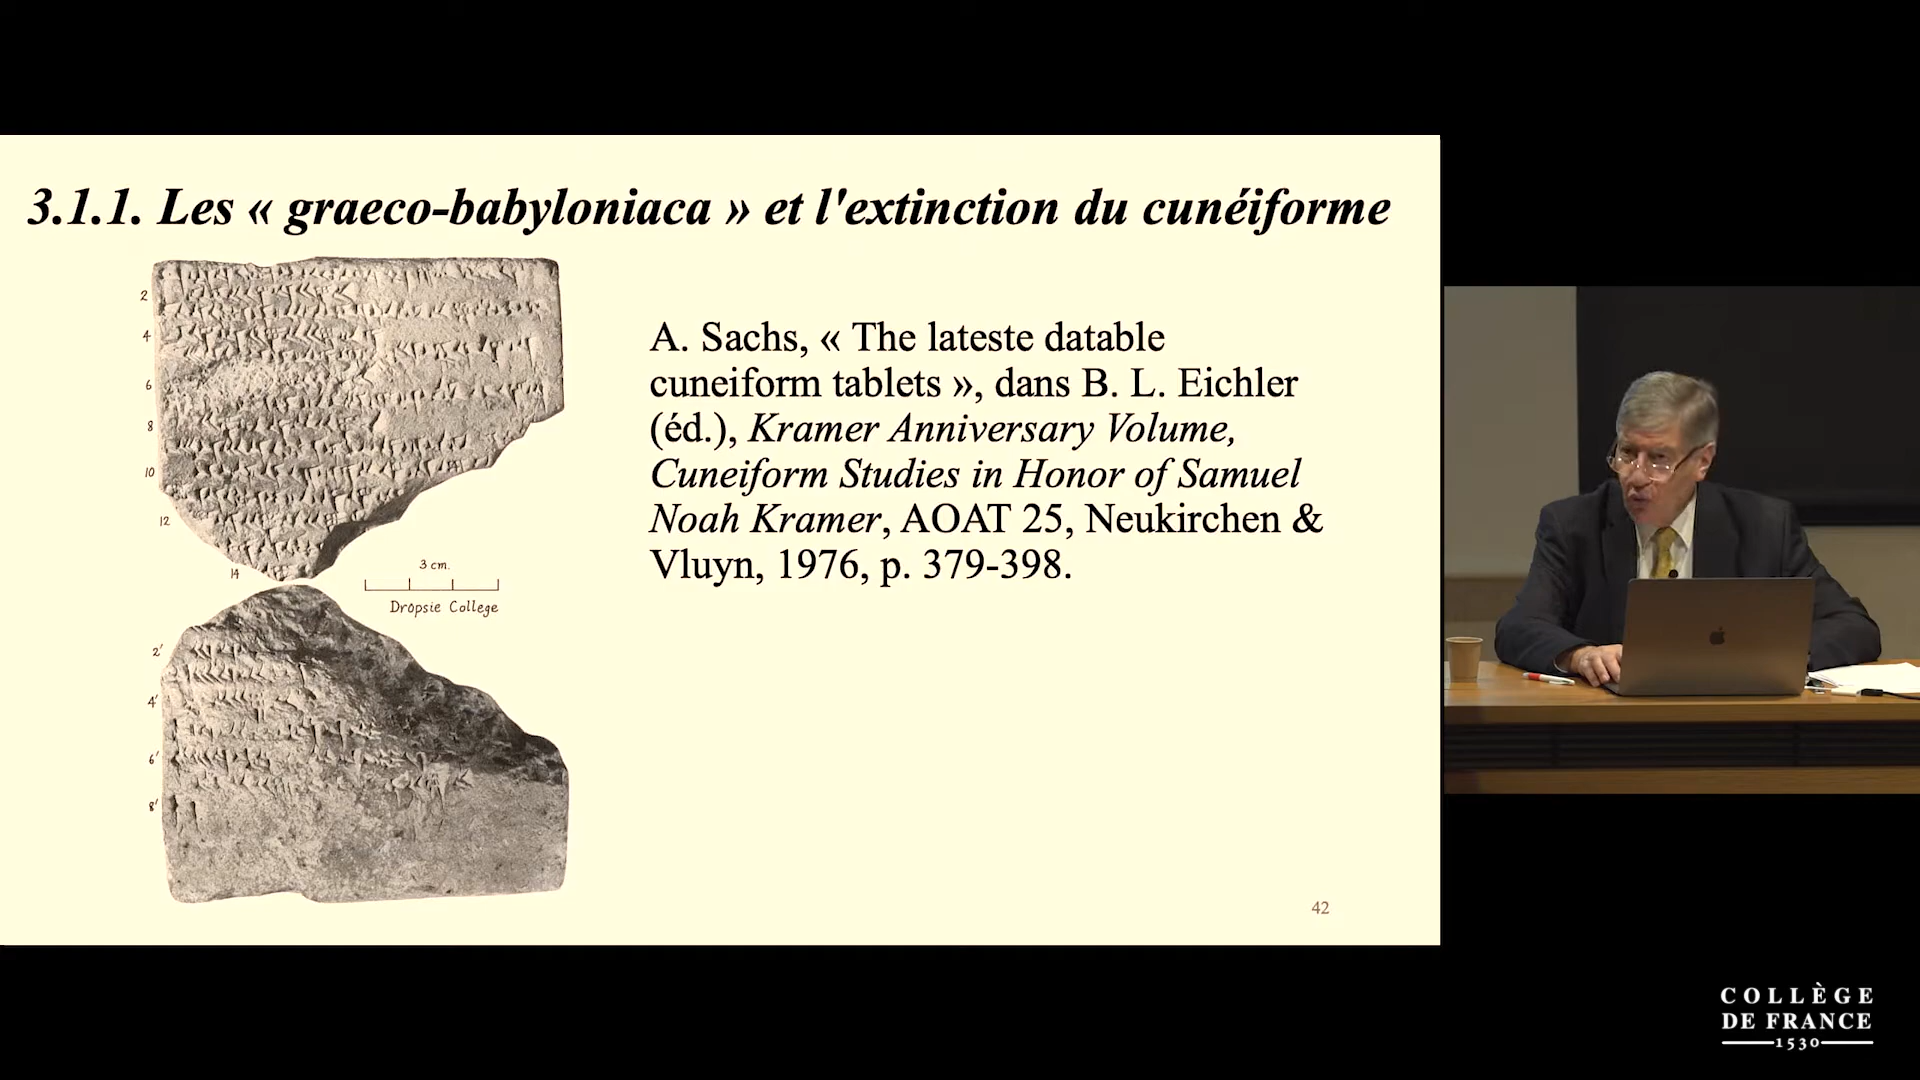 3.1.1. Les « graeco-babyloniaca » et l'extinction du cunéiforme
2
4
6
8
10
12
14
3 cm.
Dropsie College
2'
4'
6'
8'
A. Sachs, « The lateste datable
cuneiform tablets », dans B. L. Eichler
(éd.), Kramer Anniversary Volume,
Cuneiform Studies in Honor of Samuel
Noah Kramer, AOAT 25, Neukirchen &
Vluyn, 1976, p. 379-398.
42
COLLÈGE
DE FRANCE
1530